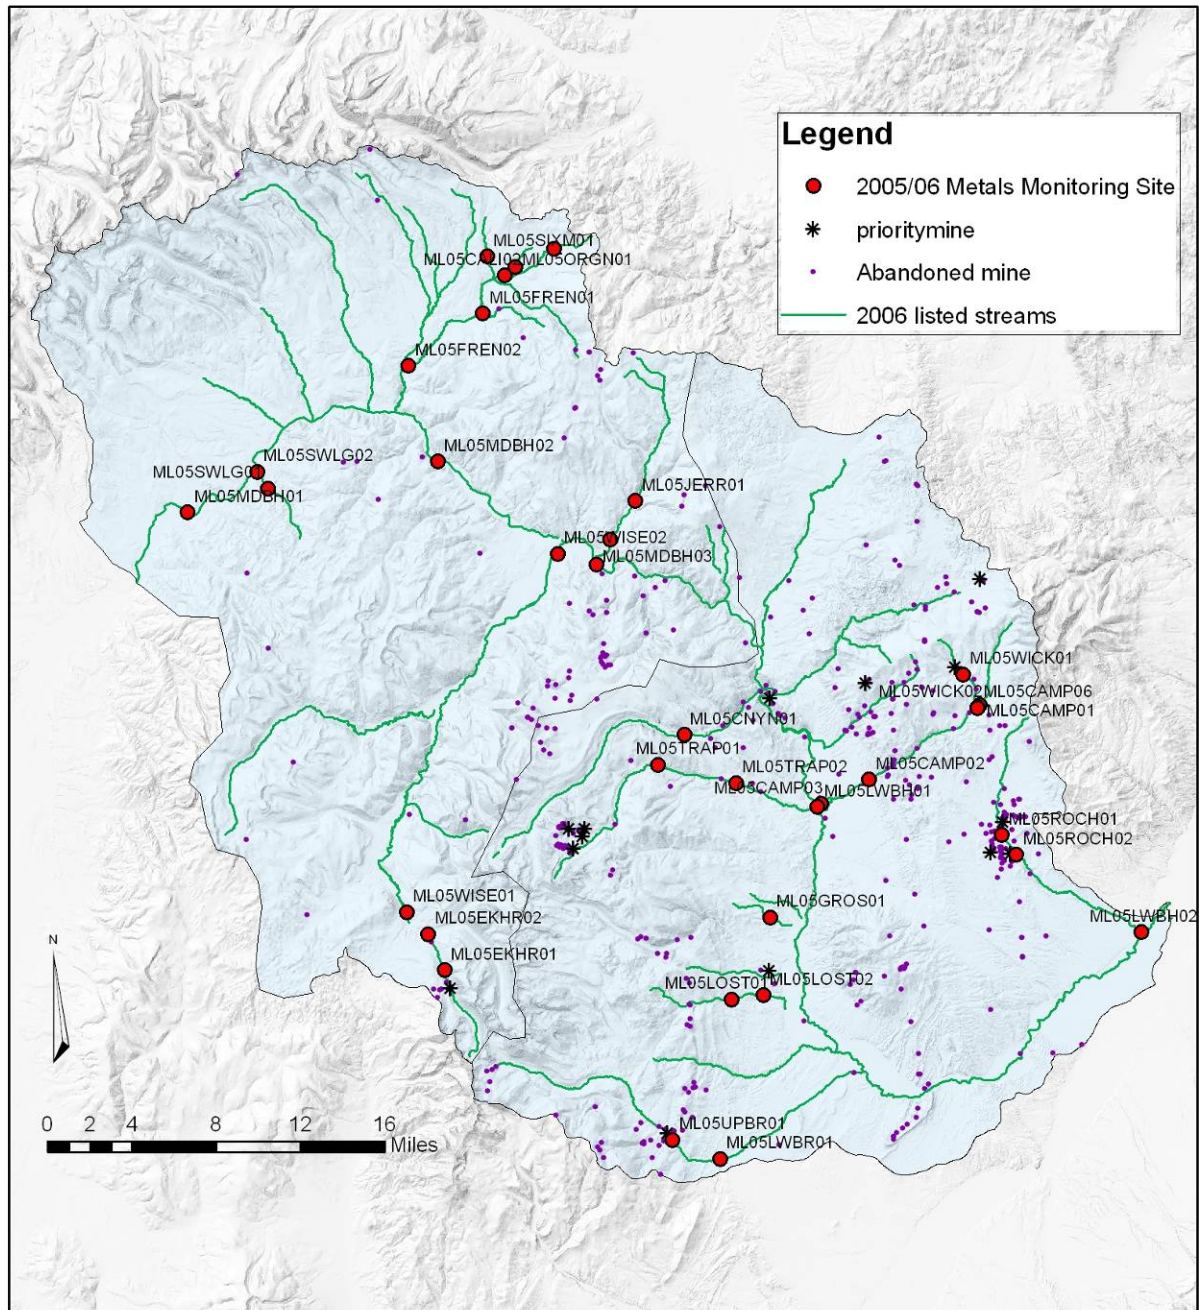 Legend
2005/06 Metals Monitoring Site
prioritymine
Abandoned mine
2006 listed streams
ML05SIXM01
ML05CALI02
ML05ORGN01
ML05FREN01
ML05FREN02
ML05MDBH02
ML05SWLG02
ML05MDBH01
ML05JERR01
ML05WISE02
ML05MDBH03
ML05WICK01
ML05WICK02
ML05CAMP06
ML05CAMP01
ML05CNYN01
ML05TRAP01
ML05TRAP02
ML05CAMP02
ML05CAMP03
ML05LWBH01
ML05ROCH01
ML05ROCH02
ML05WISE01
ML05GROS01
ML05LWBH02
ML05EKHR02
ML05EKHR01
N
ML05LOST01
ML05LOST02
0 2 4 8 12 16
Miles
ML05UPBR01
ML05LWBR01